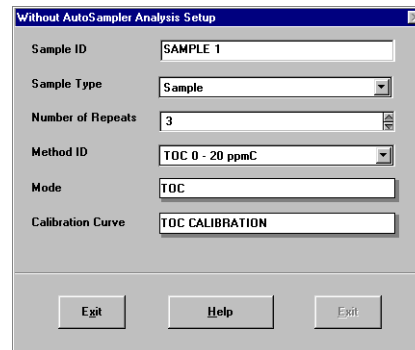 Without AutoSampler Analysis Setup
Sample ID SAMPLE 1
Sample Type Sample
Number of Repeats 3
Method ID TOC 0 - 20 ppmC
Mode TOC
Calibration Curve TOC CALIBRATION
Exit Help Exit